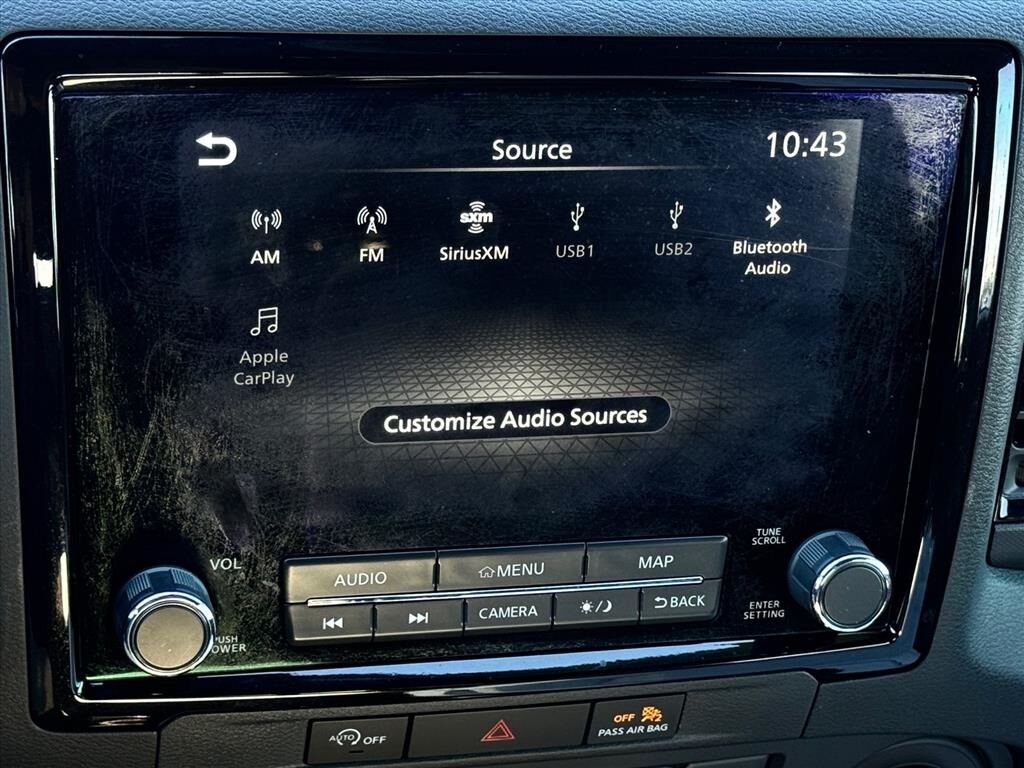 Source
10:43
AM
FM
sxm
SiriusXM
USB1
USB2
Bluetooth
Audio
Apple
CarPlay
Customize Audio Sources
VOL
PUSH
POWER
AUDIO
MENU
MAP
CAMERA
BACK
TUNE
SCROLL
ENTER
SETTING
AUTO OFF
OFF 2
PASS AIR BAG